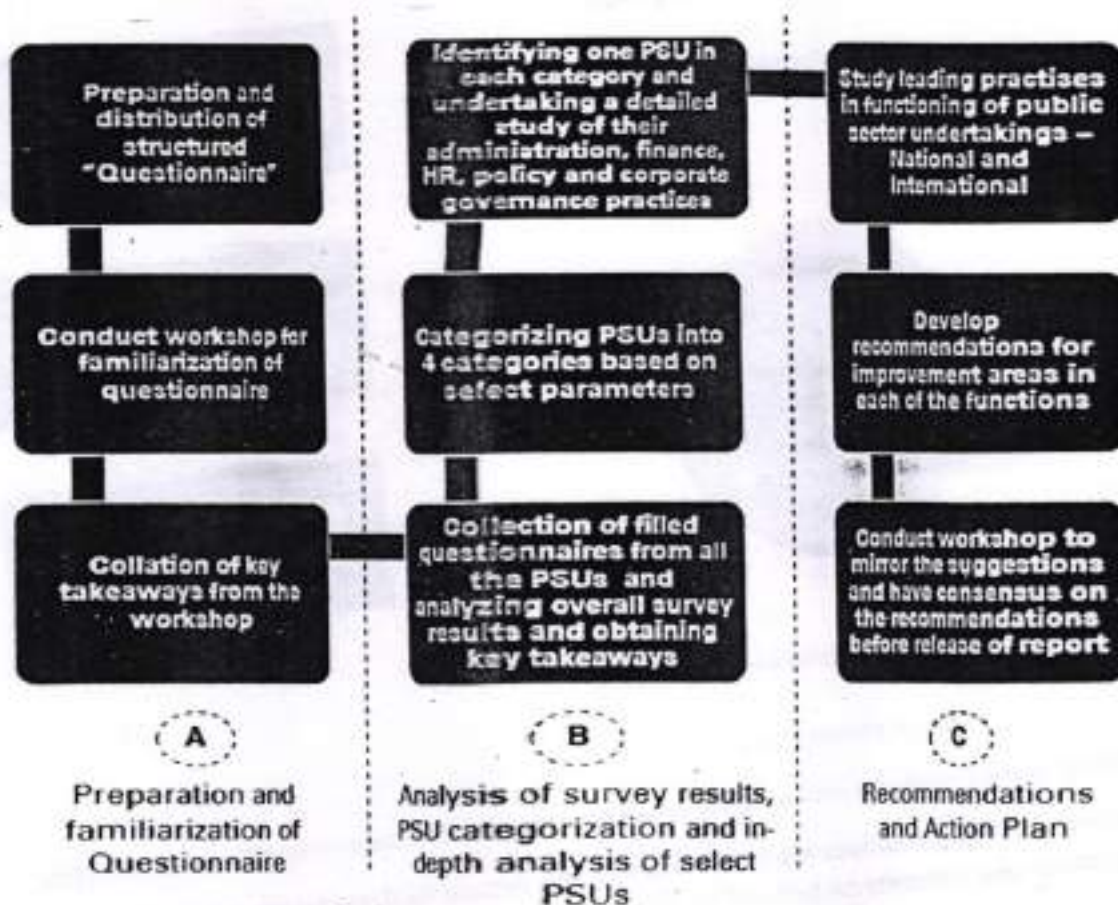 Preparation and
distribution of
structured
"Questionnaire"
Conduct workshop for
familiarization of
questionnaire
Collation of key
takeaways from the
workshop
A
Preparation and
familiarization of
Questionnaire
Identifying one PSU in
each category and
undertaking a detailed
study of their
administration, finance,
HR, policy and corporate
governance practices
Categorizing PSUs into
4 categories based on
select parameters
Collection of filled
questionnaires from all
the PSUs and
analyzing overall survey
results and obtaining
key takeaways
B
Analysis of survey results,
PSU categorization and in-
depth analysis of select
PSUs
Study leading practises
in functioning of public
sector undertakings –
National and
International
Develop
recommendations for
improvement areas in
each of the functions
Conduct workshop to
mirror the suggestions
and have consensus on
the recommendations
before release of report
C
Recommendations
and Action Plan